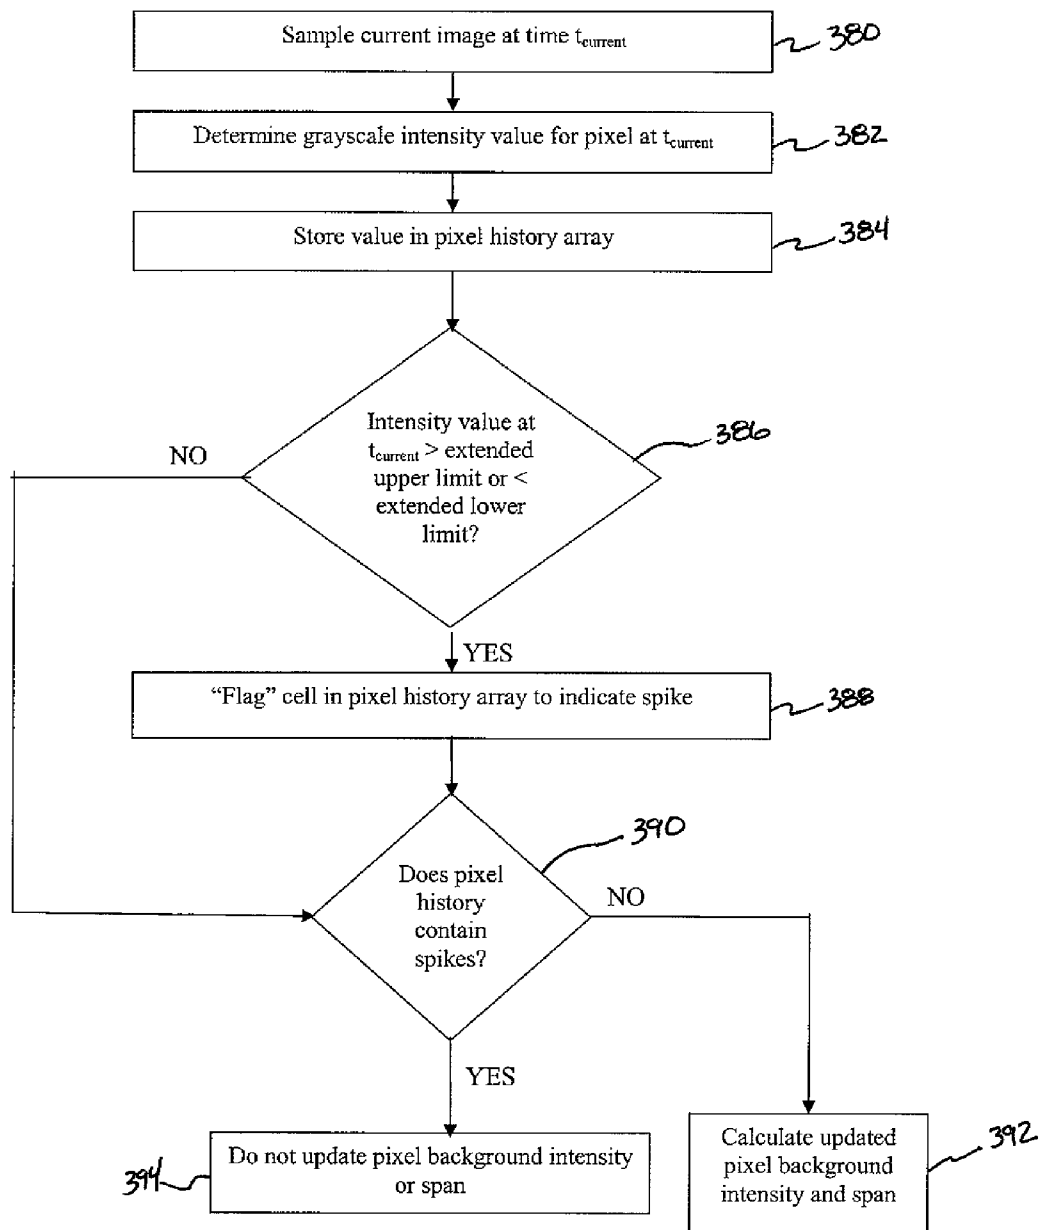 Sample current image at time tcurrent
380
Determine grayscale intensity value for pixel at tcurrent
382
Store value in pixel history array
384
Intensity value at
tcurrent > extended
upper limit or <
extended lower
limit?
386
NO
YES
“Flag” cell in pixel history array to indicate spike
388
Does pixel
history
contain
spikes?
390
NO
YES
Do not update pixel background intensity
or span
394
Calculate updated
pixel background
intensity and span
392